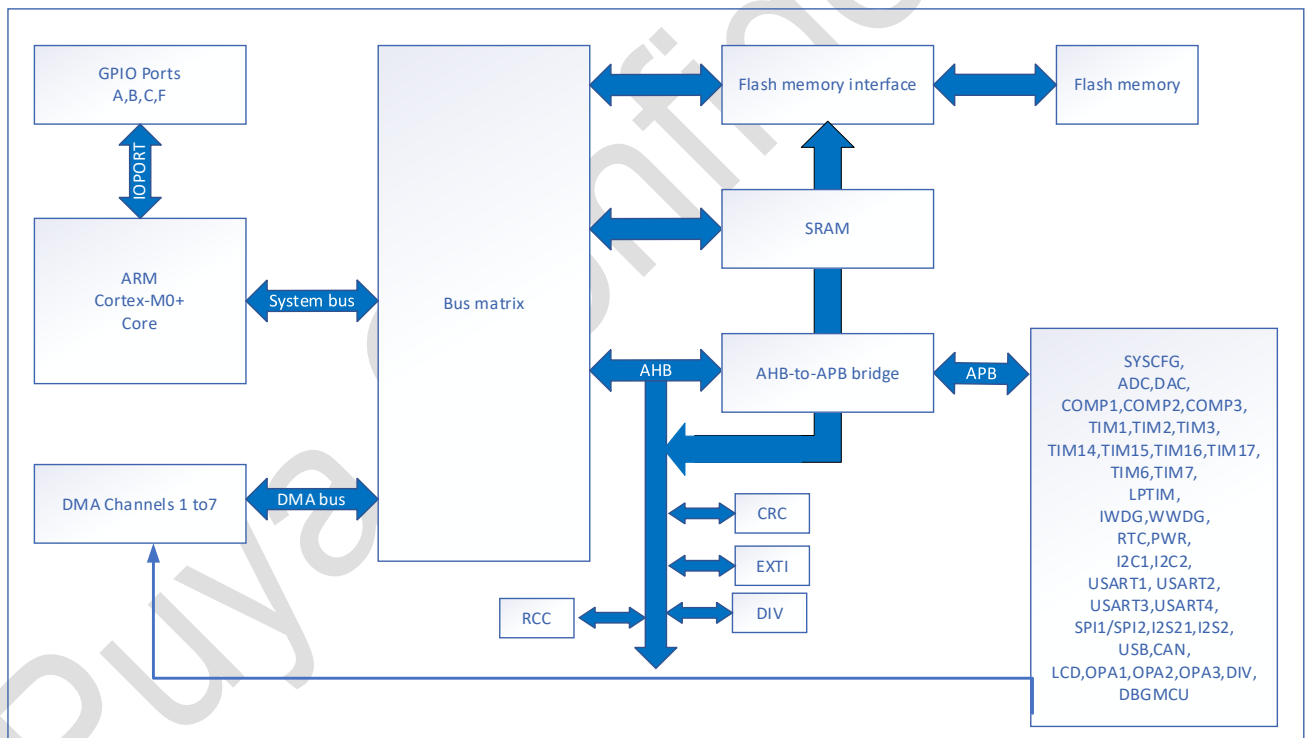 GPIO Ports
A,B,C,F
IOPORT
ARM
Cortex-M0+
Core
System bus
DMA Channels 1 to7
DMA bus
Bus matrix
Flash memory interface
Flash memory
SRAM
AHB
AHB-to-APB bridge
APB
CRC
EXTI
DIV
RCC
SYSCFG,
ADC,DAC,
COMP1,COMP2,COMP3,
TIM1,TIM2,TIM3,
TIM14,TIM15,TIM16,TIM17,
TIM6,TIM7,
LPTIM,
IWDG,WWDG,
RTC,PWR,
I2C1,I2C2,
USART1, USART2,
USART3,USART4,
SPI1/SPI2,I2S21,I2S2,
USB,CAN,
LCD,OPA1,OPA2,OPA3,DIV,
DBGMCU
Puya Confin